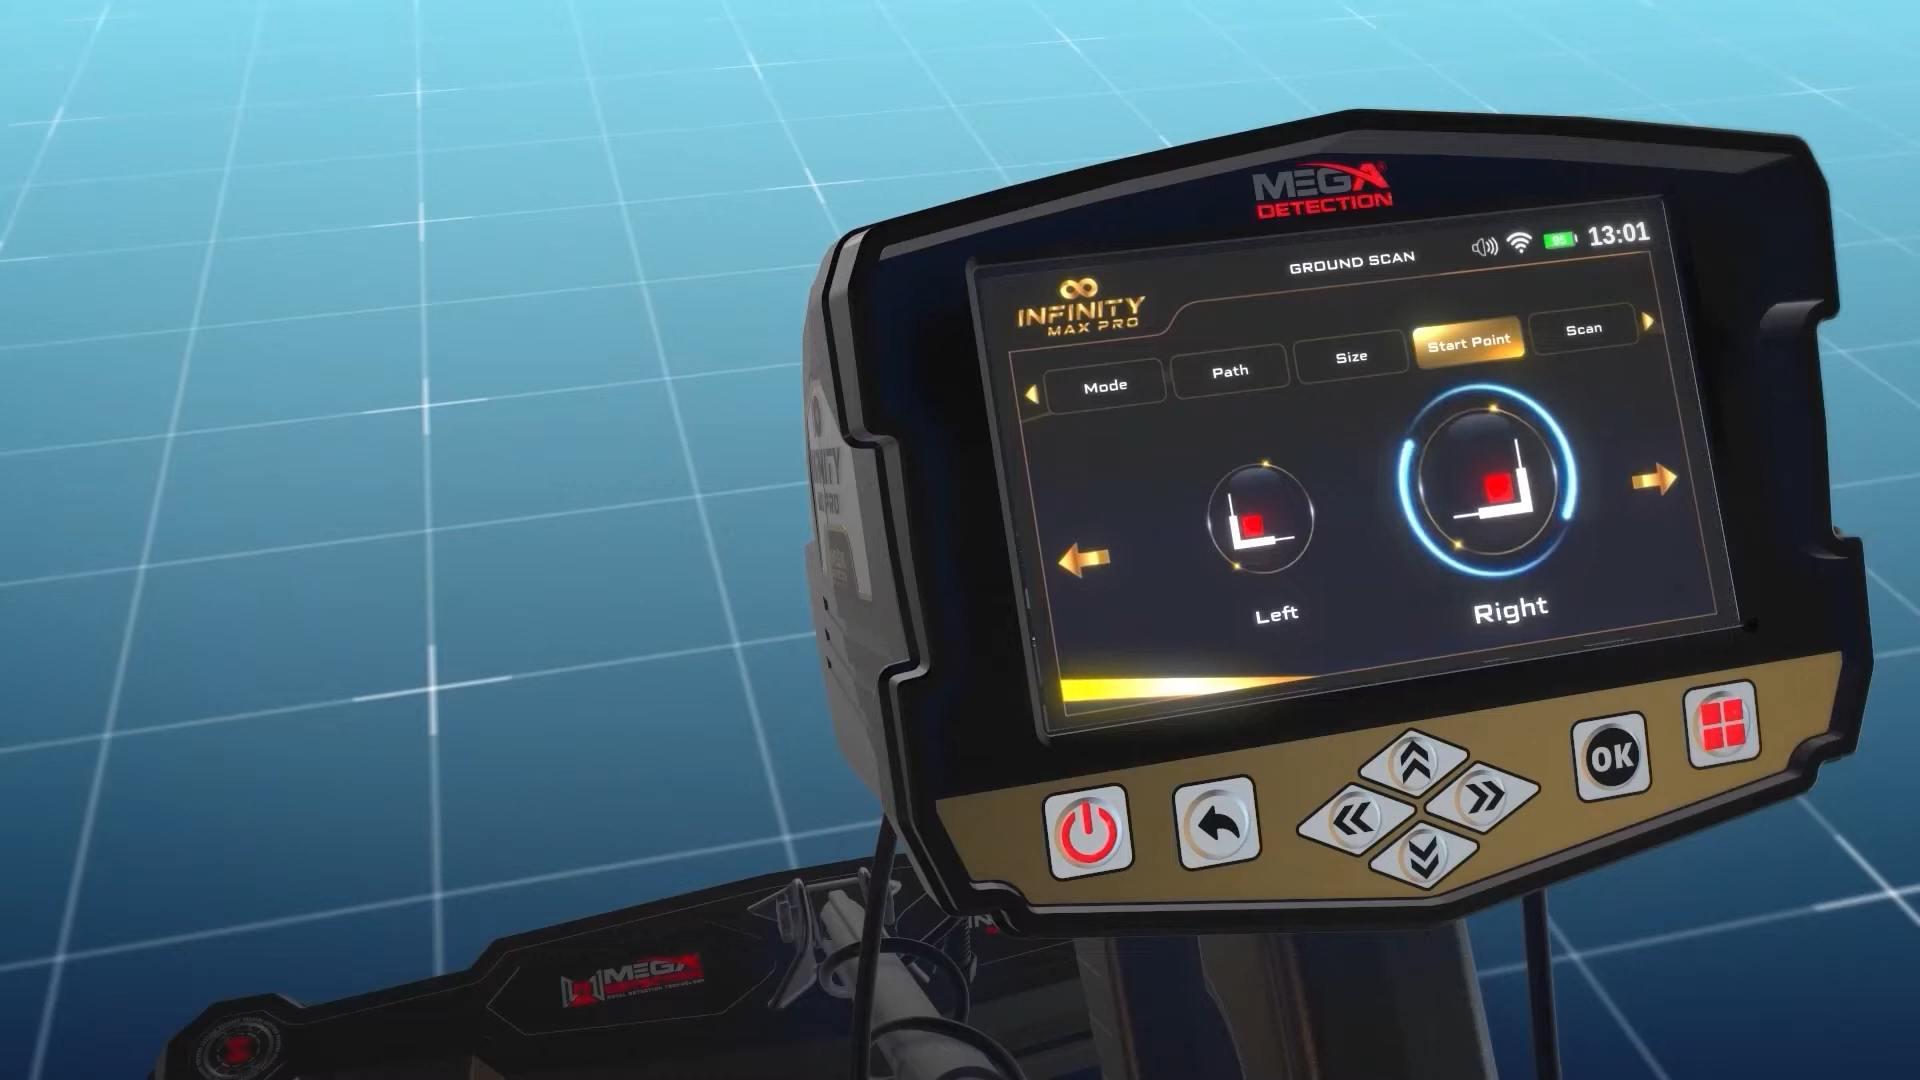 MEGA
DETECTION
GROUND SCAN
95
13:01
INFINITY
MAX PRO
Mode
Path
Size
Start Point
Scan
Left
Right
OK
MEGA